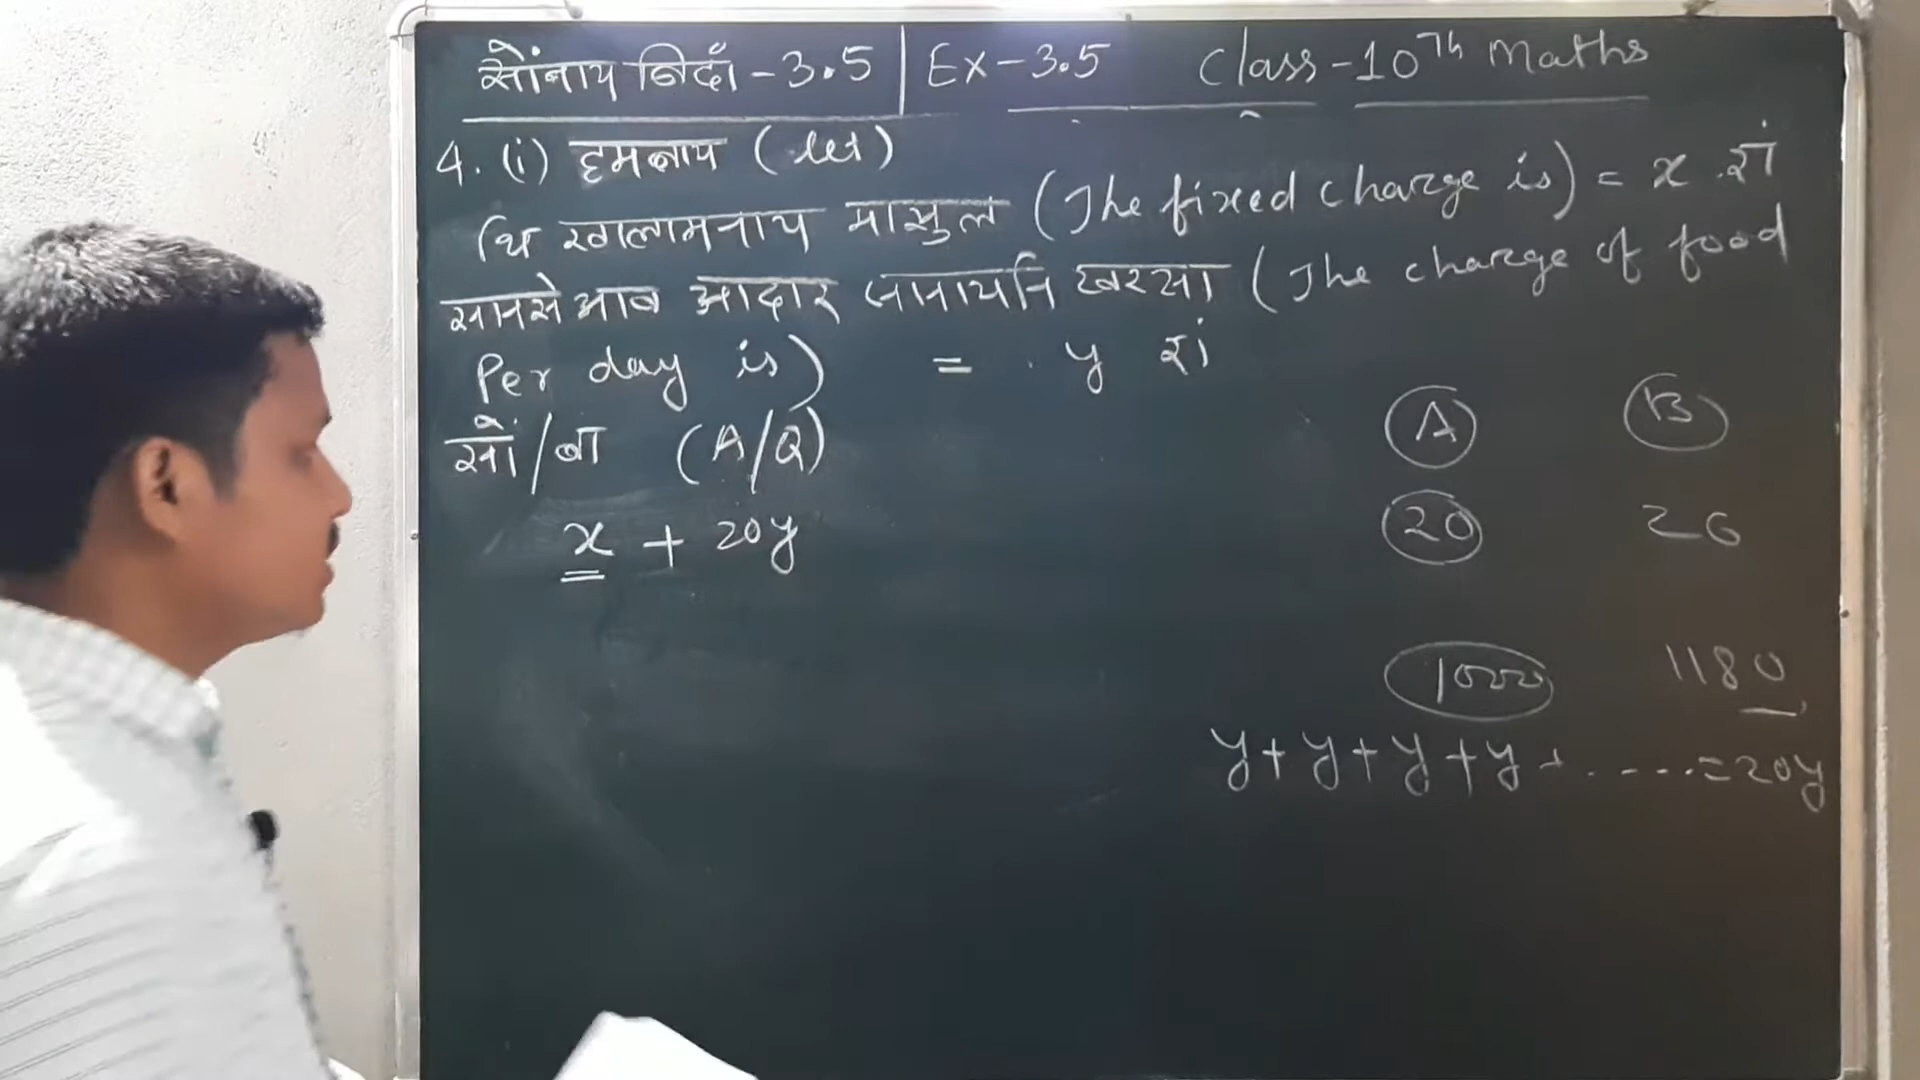 सोंनाय बिदां - 3.5 | Ex - 3.5 Class - 10th Maths
4. (i) हमनाय (let)
थि खालामनाय मासुल (The fixed charge is) = x रां
सानसेआव आदार जानायनि खरसा (The charge of food
Per day is) = y रां
सों/बा (A/Q)
x + 20y
A B
20 26
1000 1180
y + y + y + y + ..... = 20y